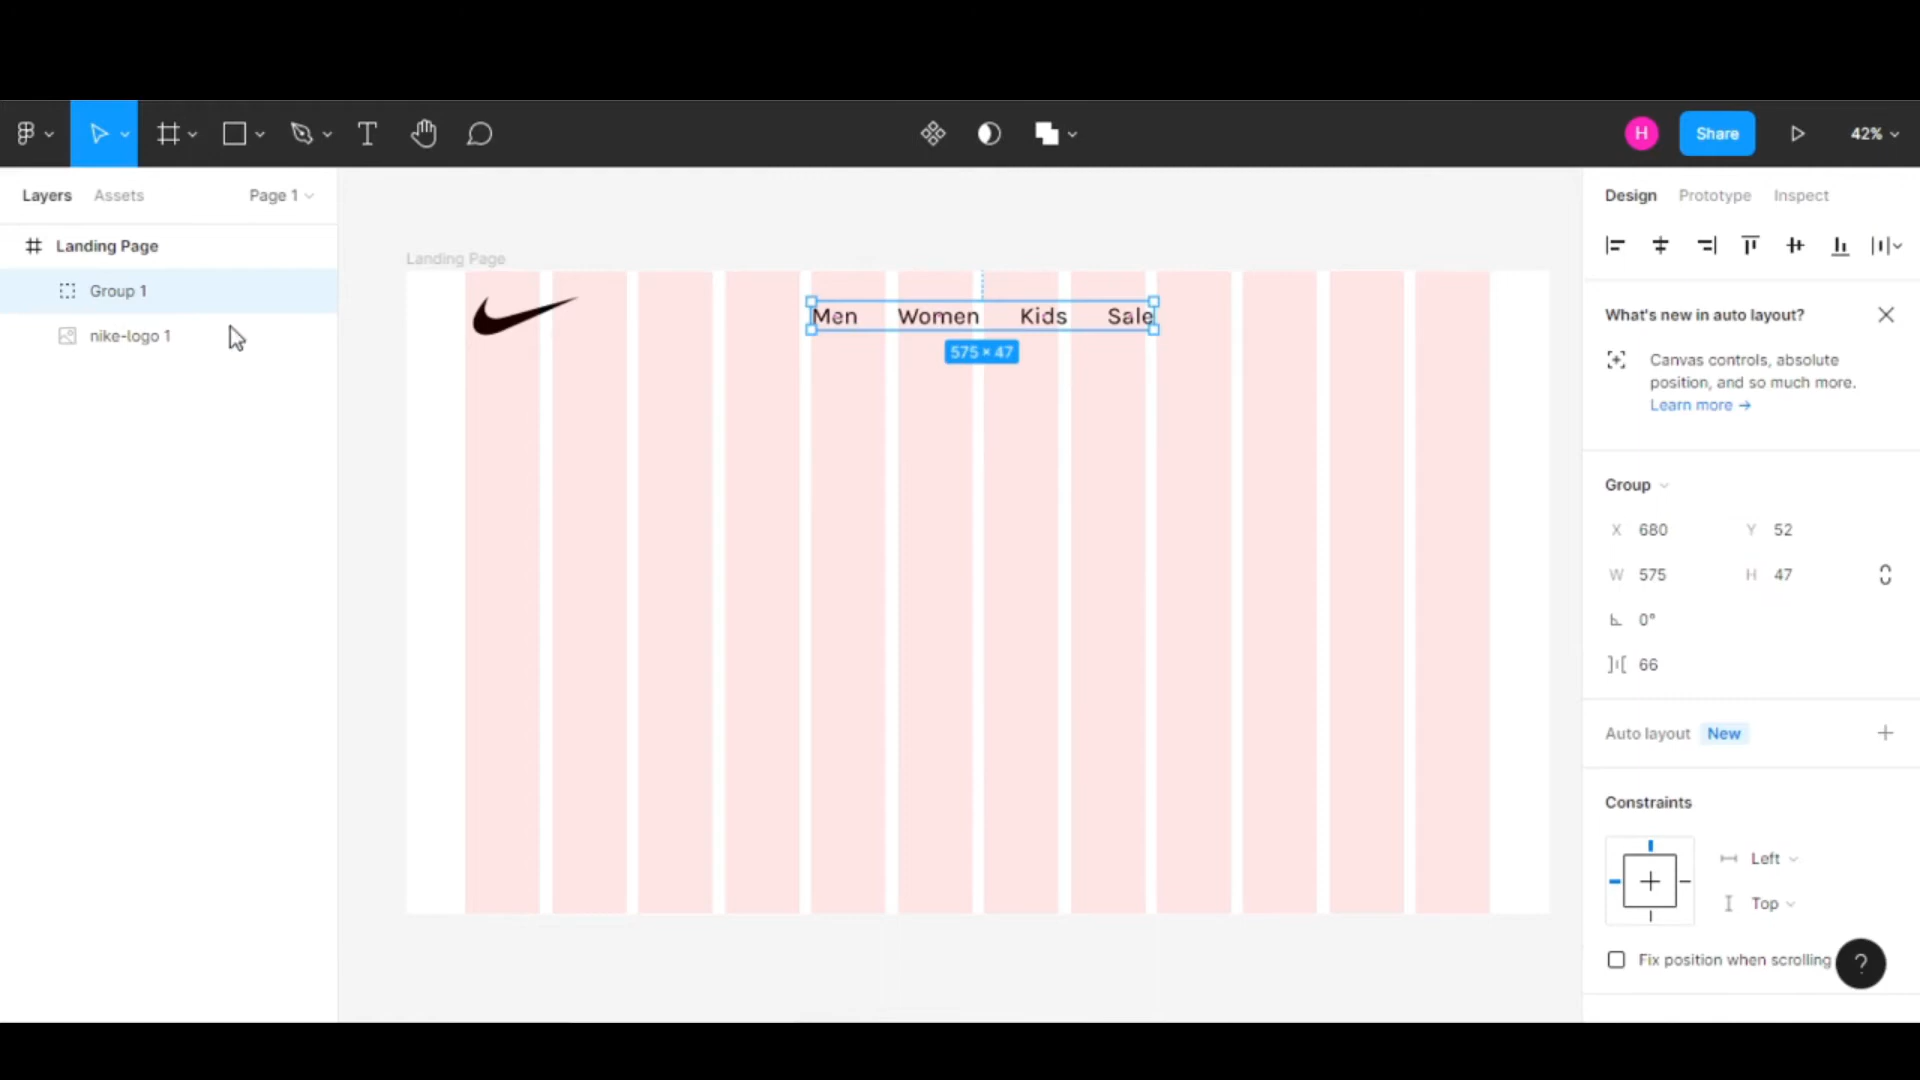 H
Share
42%
Layers
Assets
Page 1
Landing Page
Group 1
nike-logo 1
Landing Page
Men
Women
Kids
Sale
575 × 47
Design
Prototype
Inspect
What's new in auto layout?
Canvas controls, absolute
position, and so much more.
Learn more →
Group
X 680
Y 52
W 575
H 47
0°
66
Auto layout
New
Constraints
Left
Top
Fix position when scrolling
?